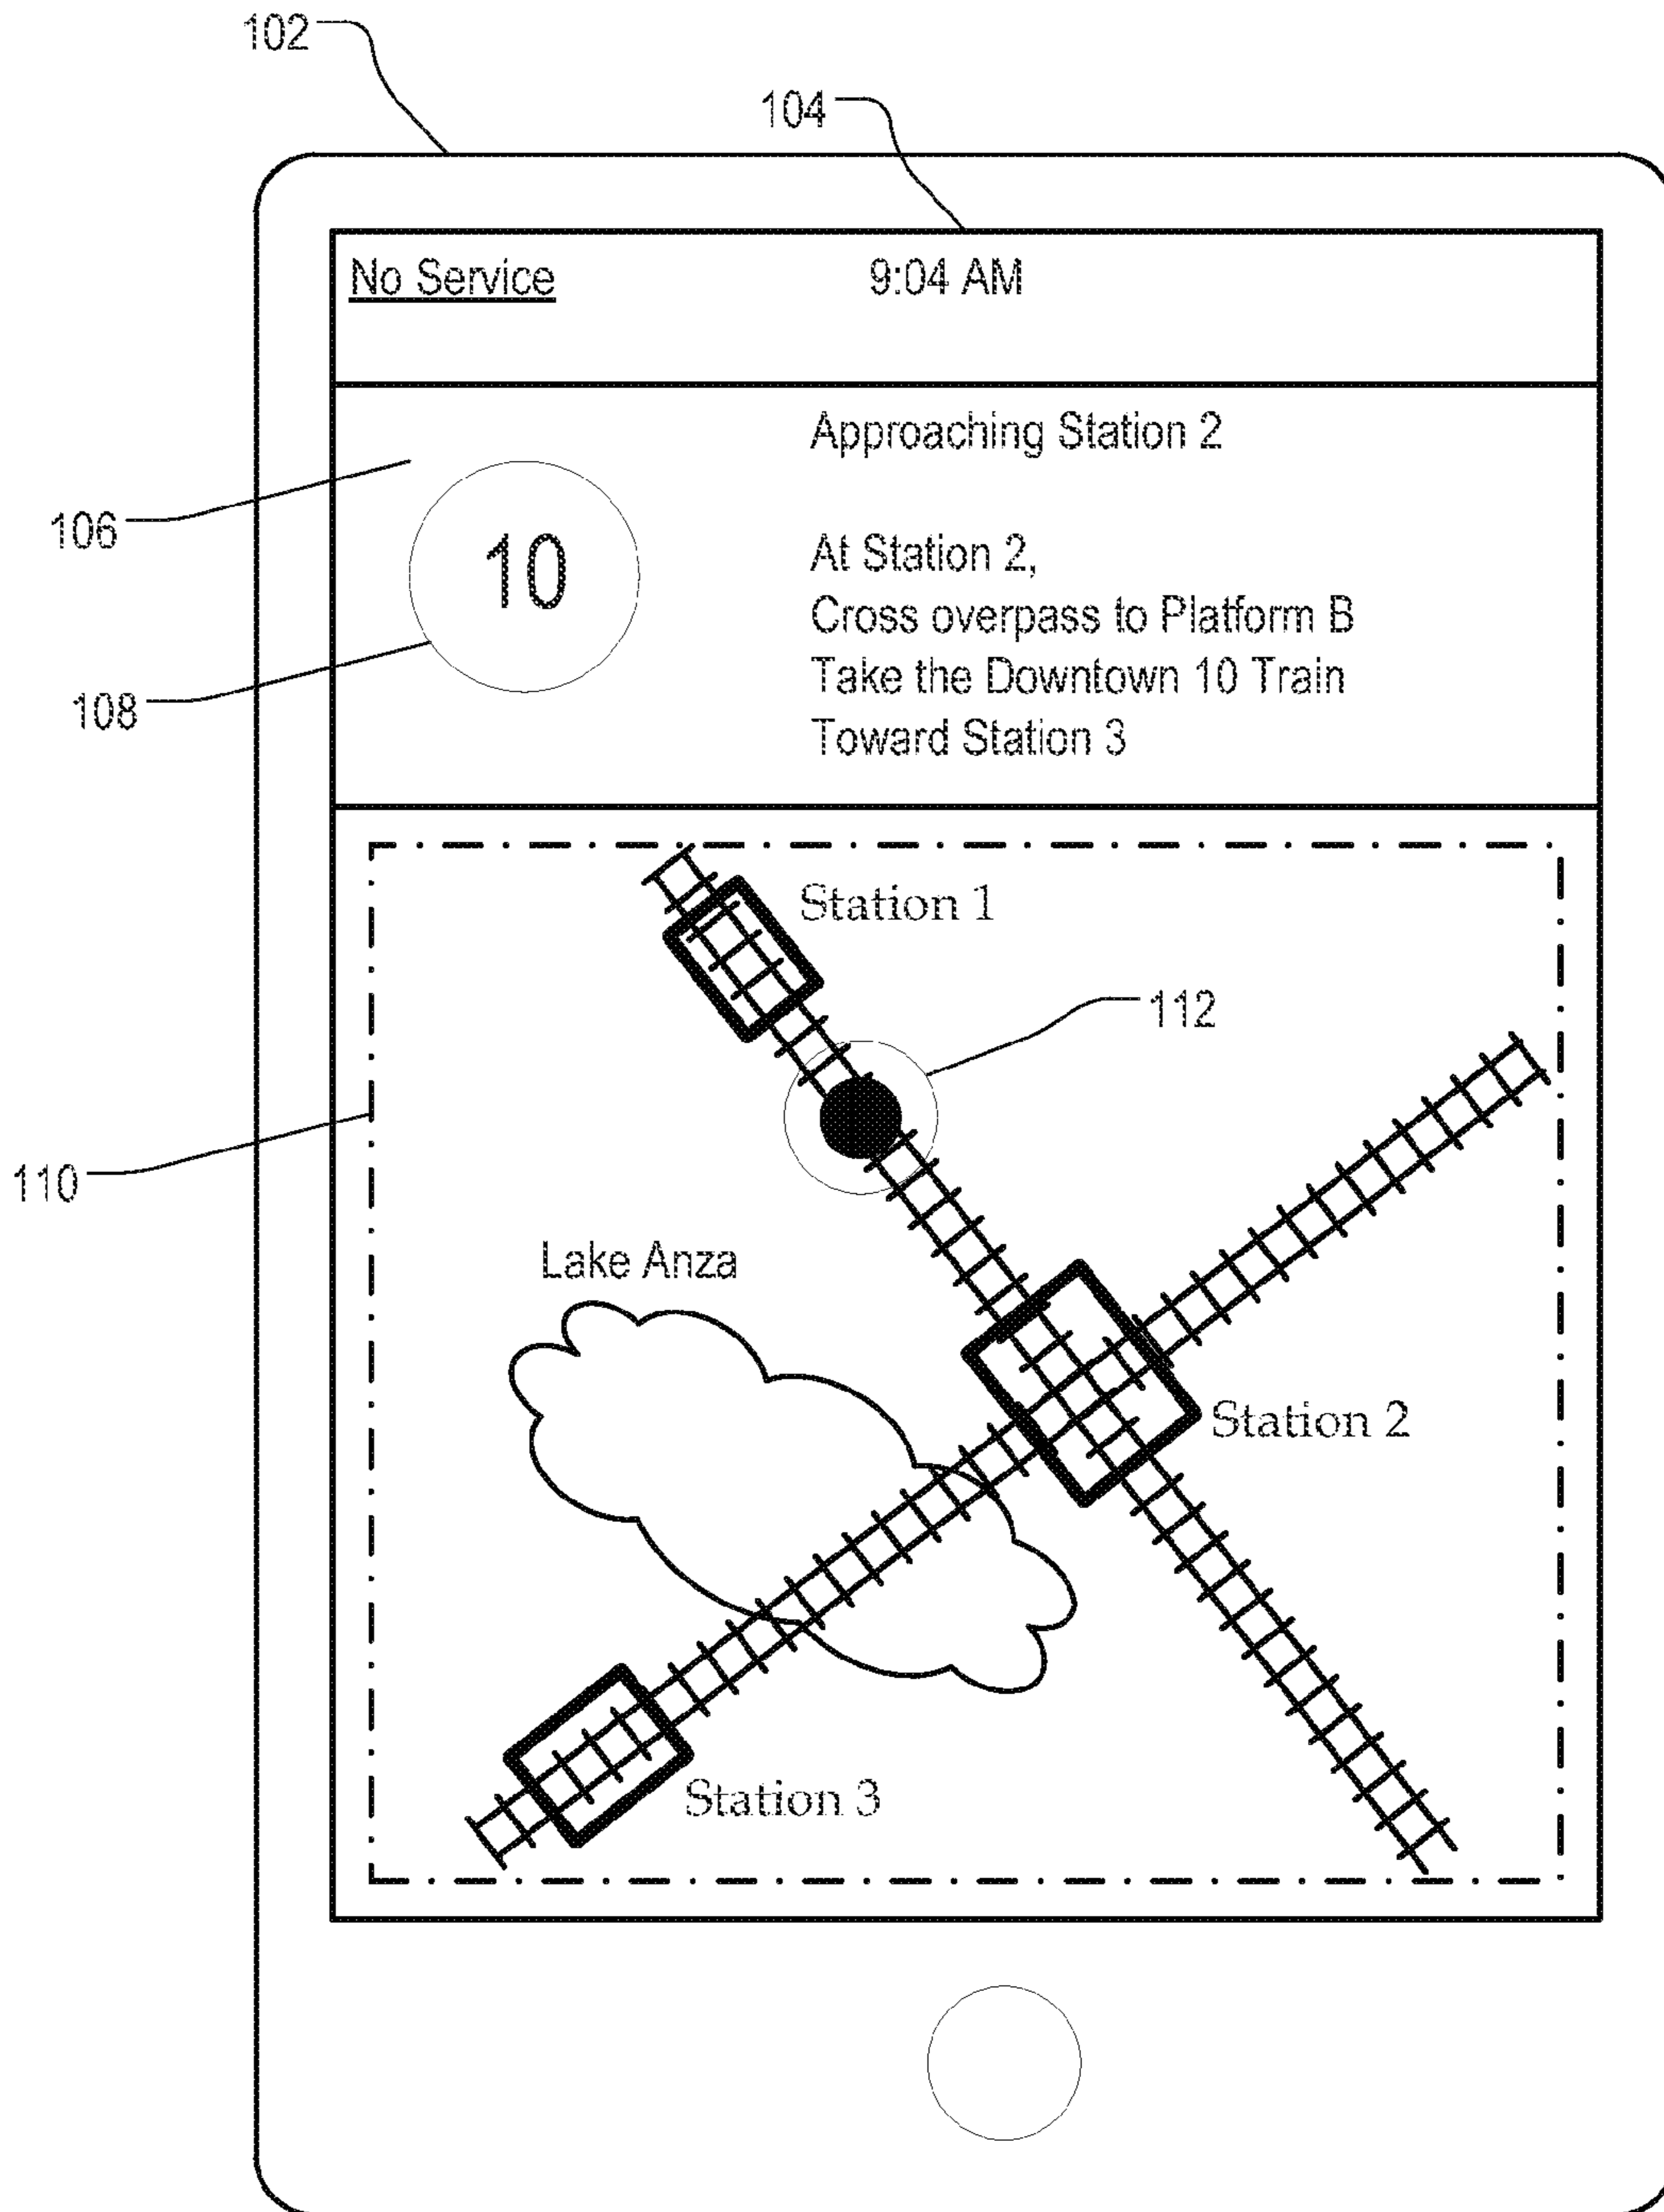 102
104
No Service
9:04 AM
Approaching Station 2
106
10
At Station 2,
Cross overpass to Platform B
Take the Downtown 10 Train
108
Toward Station 3
Station 1
112
110
Lake Anza
Station 2
Station 3